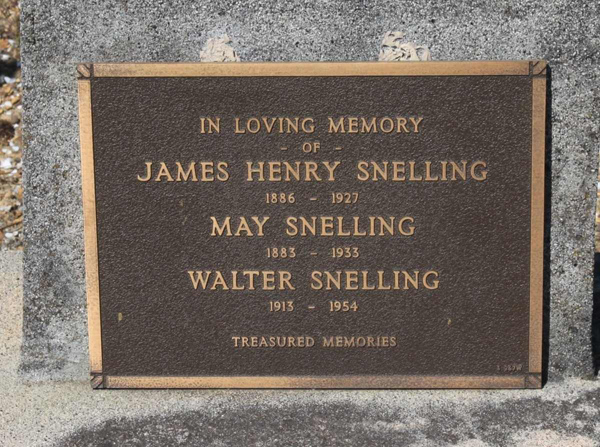 IN LOVING MEMORY
- OF -
JAMES HENRY SNELLING
1886 - 1927
MAY SNELLING
1883 - 1933
WALTER SNELLING
1913 - 1954
TREASURED MEMORIES